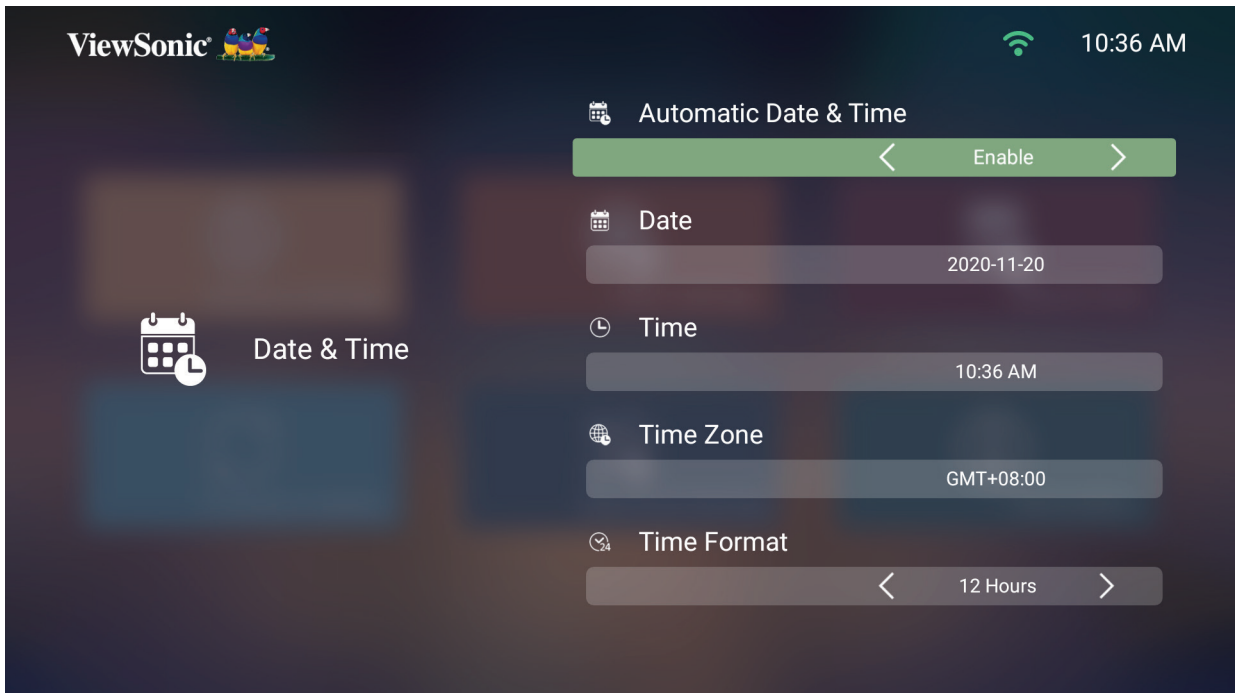 ViewSonic®
10:36 AM
Automatic Date & Time
Enable
Date
2020-11-20
Time
10:36 AM
Date & Time
Time Zone
GMT+08:00
24
Time Format
12 Hours